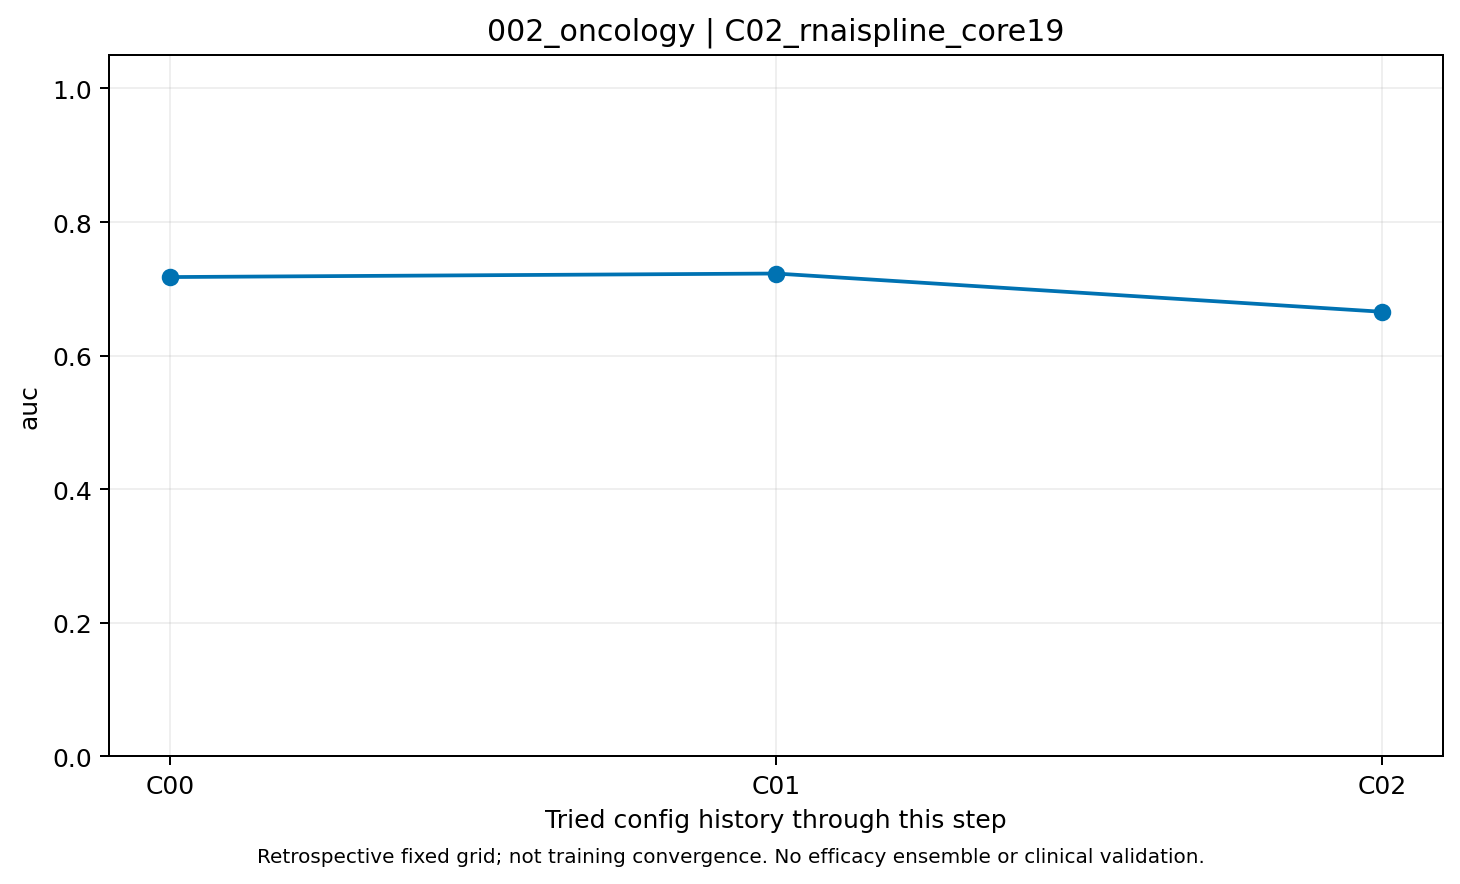 002_oncology | C02_rnaispline_core19
1.0
0.8
0.6
0.4
0.2
0.0
auc
C00 C01 C02
Tried config history through this step
Retrospective fixed grid; not training convergence. No efficacy ensemble or clinical validation.